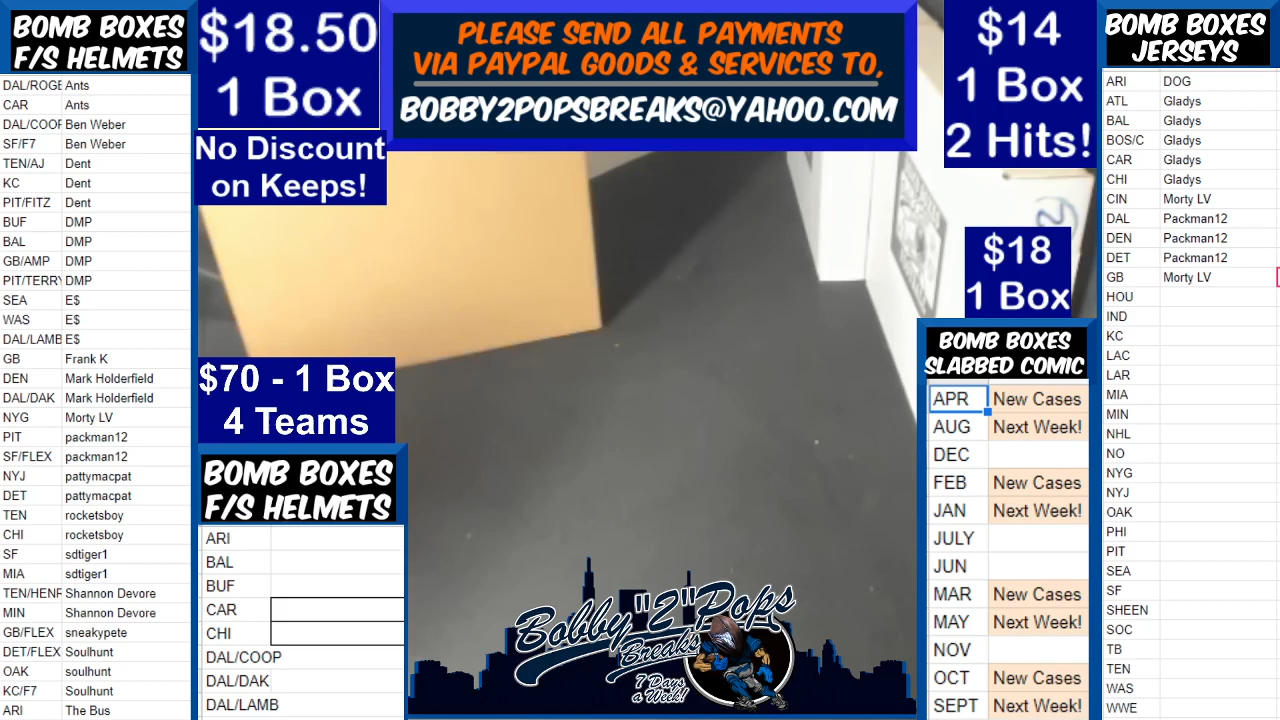 BOMB BOXES
F/S HELMETS
DAL/ROGE Ants
CAR Ants
DAL/COOP Ben Weber
SF/F7 Ben Weber
TEN/AJ Dent
KC Dent
PIT/FITZ Dent
BUF DMP
BAL DMP
GB/AMP DMP
PIT/TERRY DMP
SEA E$
WAS E$
DAL/LAMB E$
GB Frank K
DEN Mark Holderfield
DAL/DAK Mark Holderfield
NYG Morty LV
PIT packman12
SF/FLEX packman12
NYJ pattymacpat
DET pattymacpat
TEN rocketsboy
CHI rocketsboy
SF sdtiger1
MIA sdtiger1
TEN/HENR Shannon Devore
MIN Shannon Devore
GB/FLEX sneakypete
DET/FLEX Soulhunt
OAK soulhunt
KC/F7 Soulhunt
ARI The Bus
$18.50
1 Box
No Discount
on Keeps!
$70 - 1 Box
4 Teams
BOMB BOXES
F/S HELMETS
ARI
BAL
BUF
CAR
CHI
DAL/COOP
DAL/DAK
DAL/LAMB
PLEASE SEND ALL PAYMENTS
VIA PAYPAL GOODS & SERVICES TO,
BOBBY2POPSBREAKS@YAHOO.COM
Bobby "2" Pops
Breaks
7 Days
a Week!
$14
1 Box
2 Hits!
$18
1 Box
BOMB BOXES
SLABBED COMIC
APR New Cases
AUG Next Week!
DEC
FEB New Cases
JAN Next Week!
JULY
JUN
MAR New Cases
MAY Next Week!
NOV
OCT New Cases
SEPT Next Week!
BOMB BOXES
JERSEYS
ARI DOG
ATL Gladys
BAL Gladys
BOS/C Gladys
CAR Gladys
CHI Gladys
CIN Morty LV
DAL Packman12
DEN Packman12
DET Packman12
GB Morty LV
HOU
IND
KC
LAC
LAR
MIA
MIN
NHL
NO
NYG
NYJ
OAK
PHI
PIT
SEA
SF
SHEEN
SOC
TB
TEN
WAS
WWE